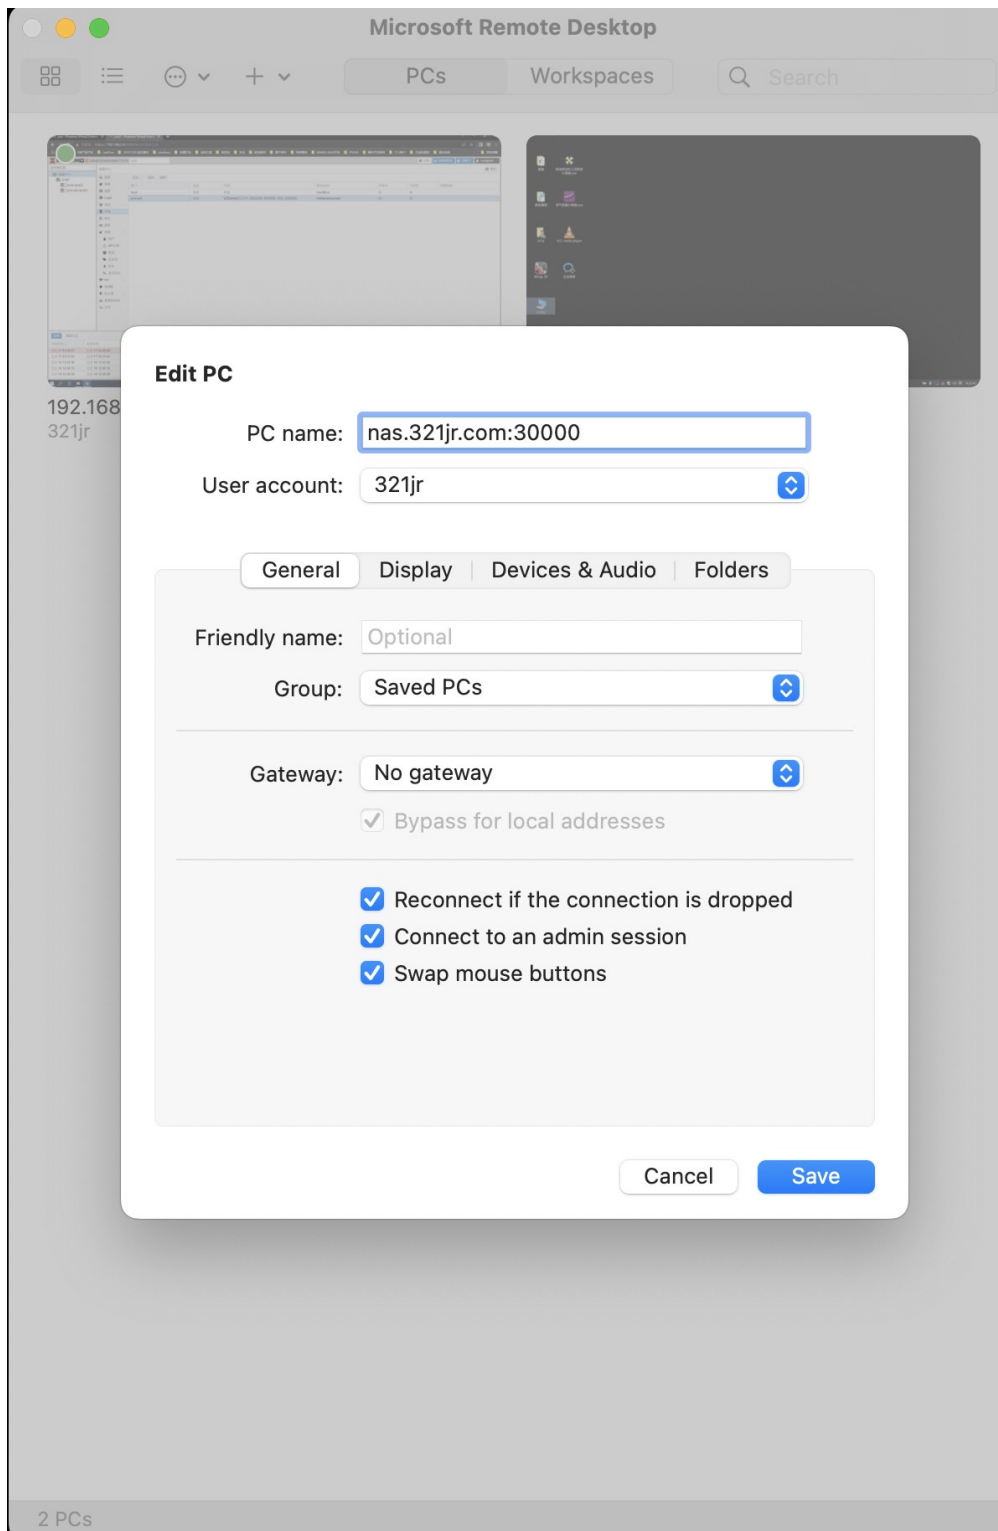 Microsoft Remote Desktop
PCs
Workspaces
Search
192.168
321jr
Edit PC
PC name: nas.321jr.com:30000
User account: 321jr
General Display Devices & Audio Folders
Friendly name: Optional
Group: Saved PCs
Gateway: No gateway
Bypass for local addresses
Reconnect if the connection is dropped
Connect to an admin session
Swap mouse buttons
Cancel Save
2 PCs